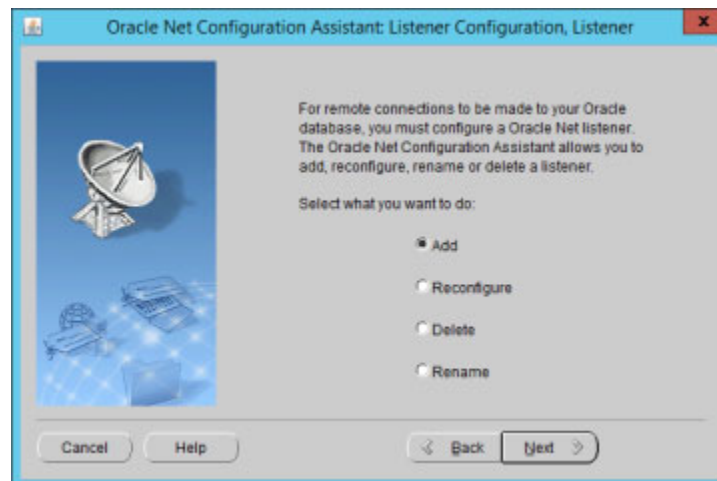 Oracle Net Configuration Assistant: Listener Configuration, Listener
x
For remote connections to be made to your Oracle
database, you must configure a Oracle Net listener.
The Oracle Net Configuration Assistant allows you to
add, reconfigure, rename or delete a listener.
Select what you want to do:
Add
Reconfigure
Delete
Rename
Cancel Help Back Next